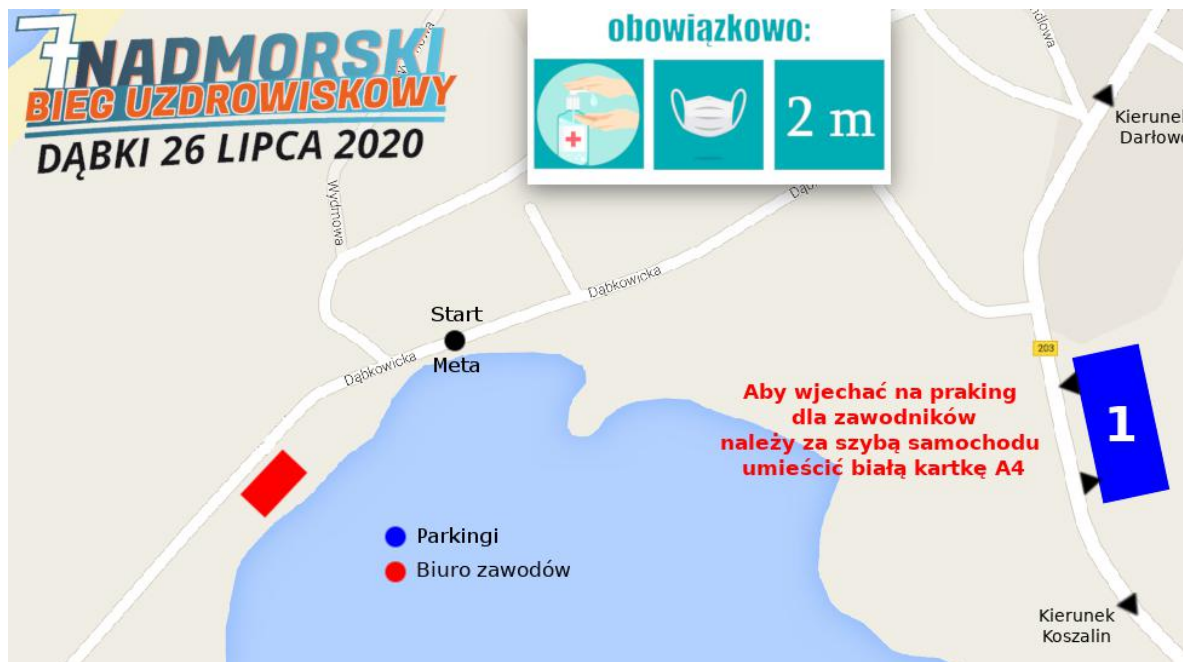 7 NADMORSKI
BIEG UZDROWISKOWY
DĄBKI 26 LIPCA 2020
obowiązkowo:
2 m
Kierunek
Darłowo
Wydmowa
Dąbkowicka
Start
Meta
Dąbkowicka
203
Aby wjechać na praking
dla zawodników
należy za szybą samochodu
umieścić białą kartkę A4
1
Parkingi
Biuro zawodów
Kierunek
Koszalin